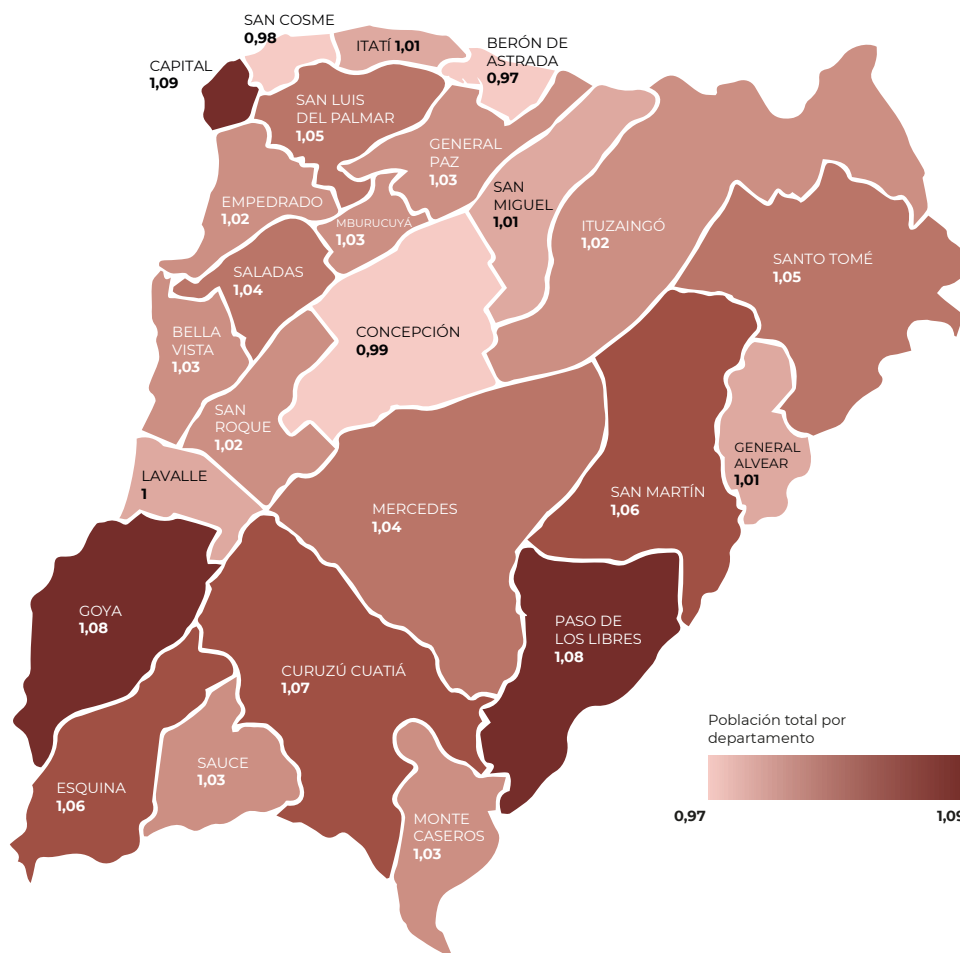 SAN COSME
0,98
ITATÍ 1,01
BERÓN DE
ASTRADA
0,97
CAPITAL
1,09
SAN LUIS
DEL PALMAR
1,05
GENERAL
PAZ
1,03
SAN
MIGUEL
1,01
EMPEDRADO
1,02
MBURUCUYÁ
1,03
ITUZAINGÓ
1,02
SANTO TOMÉ
1,05
SALADAS
1,04
BELLA
VISTA
1,03
CONCEPCIÓN
0,99
SAN
ROQUE
1,02
GENERAL
ALVEAR
1,01
LAVALLE
1
SAN MARTÍN
1,06
MERCEDES
1,04
GOYA
1,08
PASO DE
LOS LIBRES
1,08
CURUZÚ CUATIÁ
1,07
ESQUINA
1,06
SAUCE
1,03
MONTE
CASEROS
1,03
Población total por
departamento
0,97
1,09